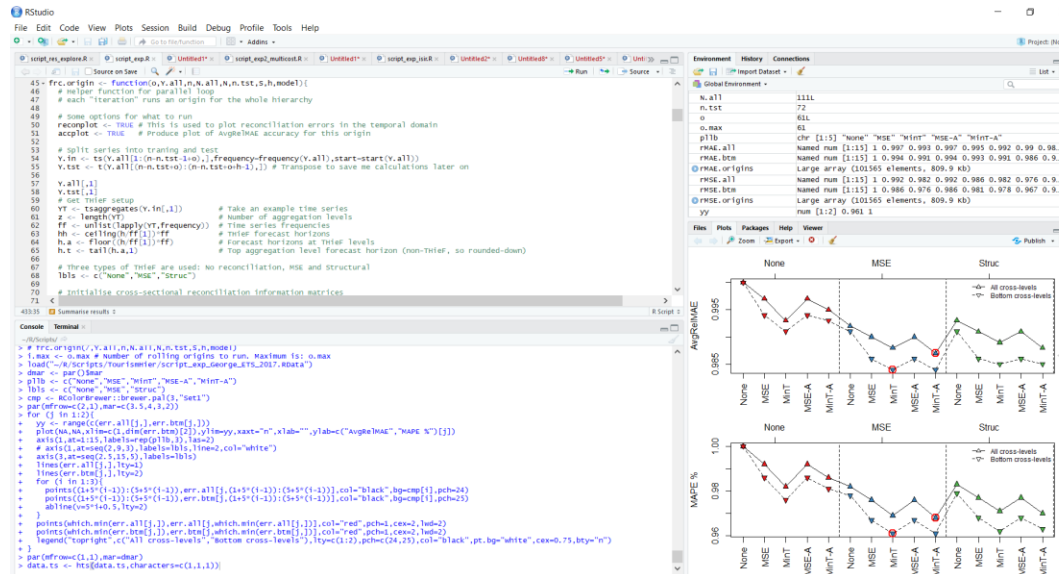 RStudio
File Edit Code View Plots Session Build Debug Profile Tools Help
Go to file/function Addins
Project: (No
script_res_explore.R script_exp.R Untitled1* script_exp2_multicost.R Untitled1* script_exp_isir.R Untitled2* Untitled8* Untitled5*
Source on Save Run Source
45 frc.origin <- function(o,Y.all,n,N.all,N,n.tst,s,h,model){
46 # Helper function for parallel loop
47 # each "iteration" runs an origin for the whole hierarchy
48
49 # Some options for what to run
50 reconplot <- TRUE # This is used to plot reconciliation errors in the temporal domain
51 accplot <- TRUE # Produce plot of AvgRelMAE accuracy for this origin
52
53 # Split series into traning and test
54 Y.in <- ts(Y.all[1:(n-n.tst-1+o),],frequency=frequency(Y.all),start=start(Y.all))
55 Y.tst <- t(Y.all[(n-n.tst+o):(n-n.tst+o+h-1),]) # Transpose to save me calculations later on
56
57 Y.all[,1]
58 Y.tst[,1]
59 # Get THieF setup
60 YT <- tsaggregates(Y.in[,1]) # Take an example time series
61 z <- length(YT) # Number of aggregation levels
62 ff <- unlist(lapply(YT,frequency)) # Time series frequencies
63 hh <- ceiling(h/ff[1])*ff # THieF forecast horizons
64 h.a <- floor((h/ff[1])*ff) # Forecast horizons at THieF levels
65 h.t <- tail(h.a,1) # Top aggregation level forecast horizon (non-THieF, so rounded-down)
66
67 # Three types of THieF are used: No reconciliation, MSE and Structural
68 lbls <- c("None","MSE","Struc")
69
70 # Initialise cross-sectional reconciliation information matrices
71
433:35 Summarise results R Script
Console Terminal
~/R/Scripts/
> # frc.origin(7,Y.all,n,N.all,N,n.tst,s,h,model)
> i.max <- o.max # Number of rolling origins to run. Maximum is: o.max
> load("~/R/Scripts/script_exp_George_ETS_2017.RData")
> dmar <- par()$mar
> pllb <- c("None","MSE","MinT","MSE-A","MinT-A")
> lbls <- c("None","MSE","Struc")
> cmp <- RColorBrewer::brewer.pal(3,"Set1")
> par(mfrow=c(2,1),mar=c(3.5,4,3,2))
> for (j in 1:2){
+ yy <- range(c(err.all[j,],err.btm[j,]))
+ plot(NA,NA,xlim=c(1,dim(err.btm)[2]),ylim=yy,xaxt="n",xlab="",ylab=c("AvgRelMAE","MAPE %")[j])
+ axis(1,at=1:15,labels=rep(pllb,3),las=2)
+ # axis(1,at=seq(2,9,3),labels=lbls,line=2,col="white")
+ axis(3,at=seq(2.5,15,5),labels=lbls)
+ lines(err.all[j,],lty=1)
+ lines(err.btm[j,],lty=2)
+ for (i in 1:3){
+ points((1+5*(i-1)):(5+5*(i-1)),err.all[j,(1+5*(i-1)):(5+5*(i-1))],col="black",bg=cmp[i],pch=24)
+ points((1+5*(i-1)):(5+5*(i-1)),err.btm[j,(1+5*(i-1)):(5+5*(i-1))],col="black",bg=cmp[i],pch=25)
+ abline(v=5*i+0.5,lty=2)
+ }
+ points(which.min(err.all[j,]),err.all[j,which.min(err.all[j,])],col="red",pch=1,cex=2,lwd=2)
+ points(which.min(err.btm[j,]),err.btm[j,which.min(err.btm[j,])],col="red",pch=1,cex=2,lwd=2)
+ legend("topright",c("All cross-levels","Bottom cross-levels"),lty=c(1:2),pch=c(24,25),col="black",pt.bg="white",cex=0.75,bty="n")
+ }
> par(mfrow=c(1,1),mar=dmar)
> data.ts <- hts(data.ts,characters=c(1,1,1))
Environment History Connections
Import Dataset List
Global Environment
N.all 111L
n.tst 72
o 61L
o.max 61
pllb chr [1:5] "None" "MSE" "MinT" "MSE-A" "MinT-A"
rMAE.all Named num [1:15] 1 0.997 0.993 0.997 0.995 0.992 0.99 0.98.
rMAE.btm Named num [1:15] 1 0.994 0.991 0.994 0.993 0.991 0.986 0.9.
rMAE.origins Large array (101565 elements, 809.9 Kb)
rMSE.all Named num [1:15] 1 0.992 0.982 0.992 0.986 0.982 0.976 0.9.
rMSE.btm Named num [1:15] 1 0.986 0.976 0.986 0.981 0.978 0.967 0.9.
rMSE.origins Large array (101565 elements, 809.9 Kb)
yy num [1:2] 0.961 1
Files Plots Packages Help Viewer
Zoom Export Publish
None MSE Struc
All cross-levels
Bottom cross-levels
AvgRelMAE
0.995
0.985
None MSE MinT MSE-A MinT-A None MSE MinT MSE-A MinT-A None MSE MinT MSE-A MinT-A
None MSE Struc
All cross-levels
Bottom cross-levels
MAPE %
1.00
0.98
0.96
None MSE MinT MSE-A MinT-A None MSE MinT MSE-A MinT-A None MSE MinT MSE-A MinT-A